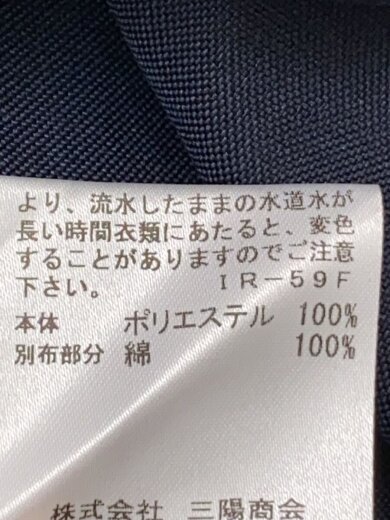 より、流水したままの水道水が
長い時間衣類にあたると、変色
することがありますのでご注意
下さい。 IR-59F
本体 ポリエステル 100%
別布部分 綿 100%
株式会社 三陽商会